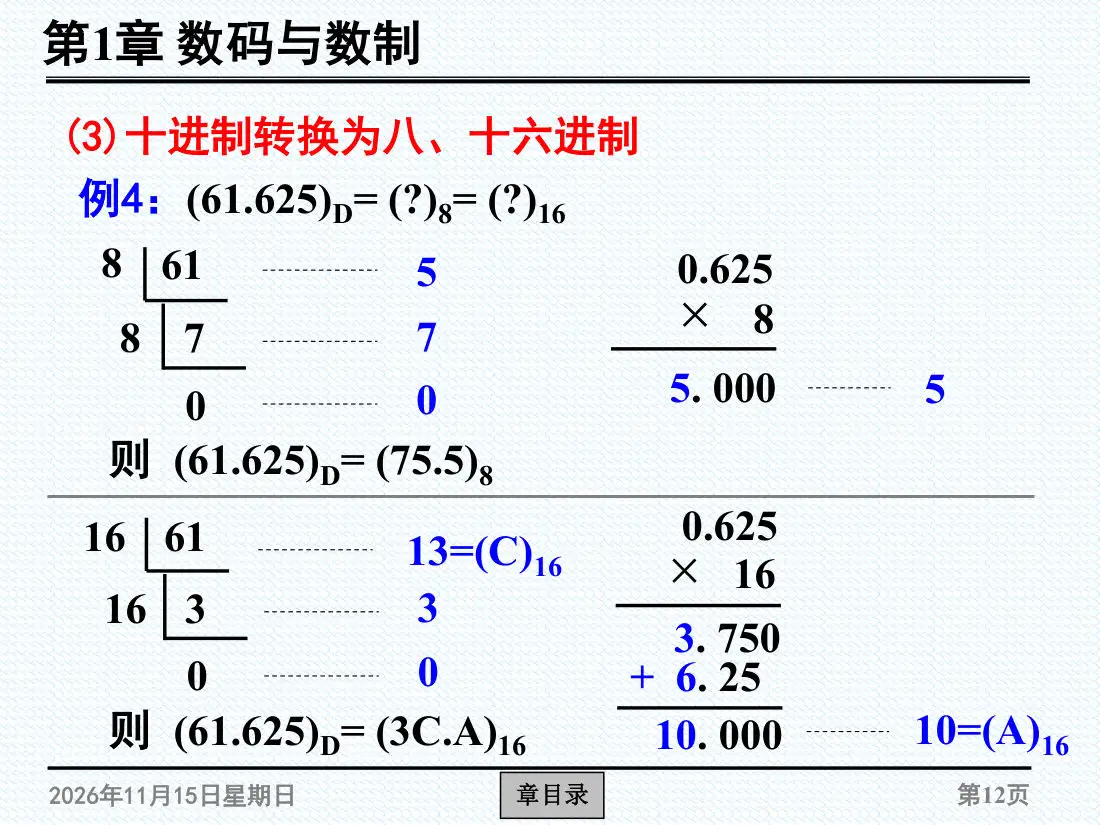 第1章 数码与数制
(3)十进制转换为八、十六进制
例4：(61.625)D= (?)8= (?)16
8 61 5
8 7 7
0 0
0.625
× 8
5. 000 5
则 (61.625)D= (75.5)8
16 61 13=(C)16
16 3 3
0 0
0.625
× 16
3. 750
+ 6. 25
10. 000 10=(A)16
则 (61.625)D= (3C.A)16
2026年11月15日星期日
章目录
第12页